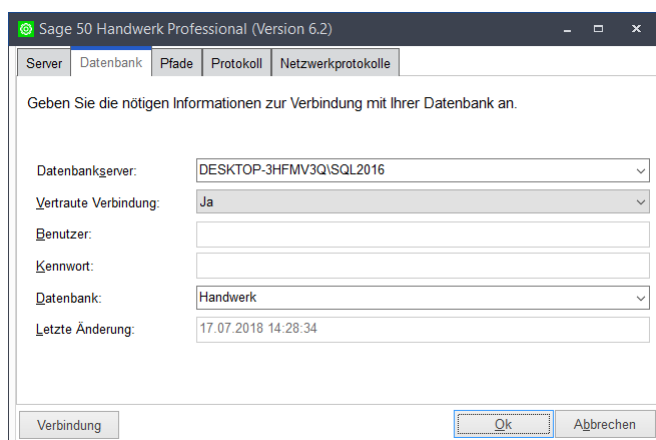 Sage 50 Handwerk Professional (Version 6.2)
Server Datenbank Pfade Protokoll Netzwerkprotokolle
Geben Sie die nötigen Informationen zur Verbindung mit Ihrer Datenbank an.
Datenbankserver: DESKTOP-3HFMV3Q\SQL2016
Vertraute Verbindung: Ja
Benutzer:
Kennwort:
Datenbank: Handwerk
Letzte Änderung: 17.07.2018 14:28:34
Verbindung Ok Abbrechen